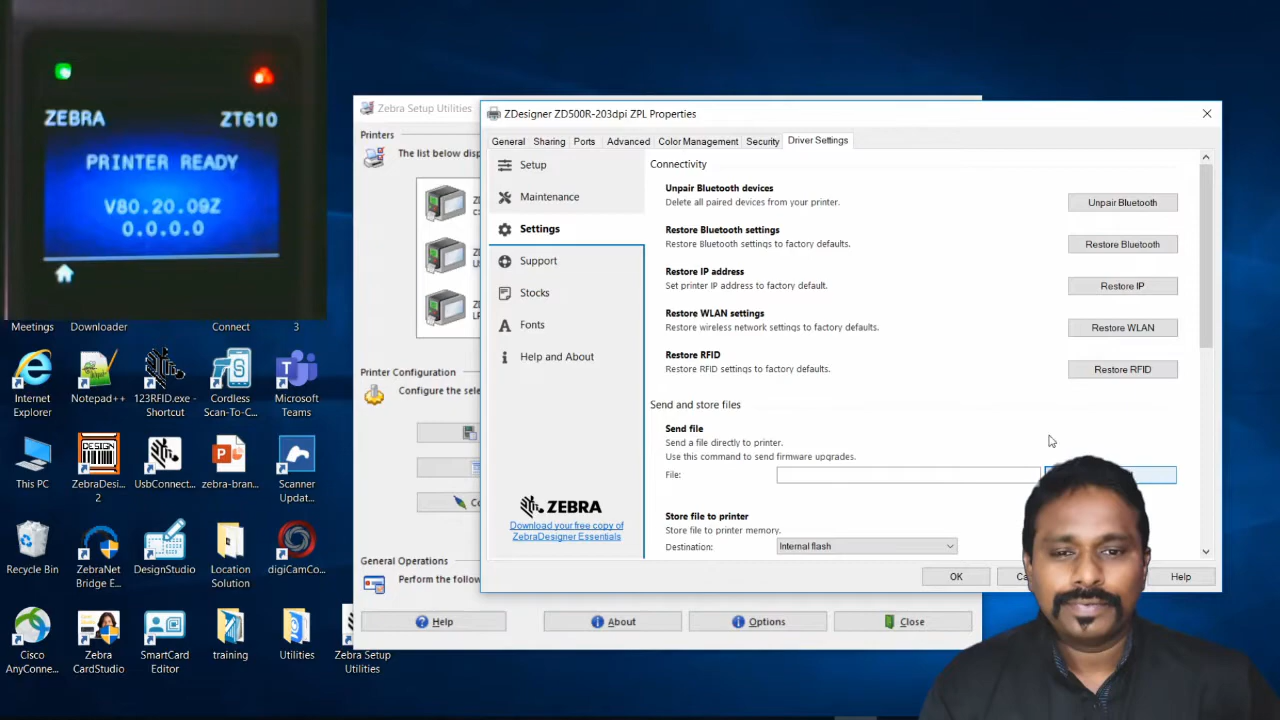 ZEBRA ZT610
PRINTER READY
V80.20.09Z
0.0.0.0
Meetings
Downloader
Connect
3
Internet
Explorer
Notepad++
123RFID.exe -
Shortcut
Cordless
Scan-To-C...
Microsoft
Teams
This PC
ZebraDesi...
2
UsbConnect...
zebra-bran...
Scanner
Updat...
Recycle Bin
ZebraNet
Bridge E...
DesignStudio
Location
Solution
digiCamCo...
Cisco
AnyConne...
Zebra
CardStudio
SmartCard
Editor
training
Utilities
Zebra Setup
Utilities
Zebra Setup Utilities
Printers
The list below disp
Printer Configuration
Configure the sele
Co
General Operations
Perform the follow
Help
About
Options
Close
ZDesigner ZD500R-203dpi ZPL Properties
General Sharing Ports Advanced Color Management Security Driver Settings
Setup
Maintenance
Settings
Support
Stocks
Fonts
Help and About
ZEBRA
Download your free copy of
ZebraDesigner Essentials
Connectivity
Unpair Bluetooth devices
Delete all paired devices from your printer.
Unpair Bluetooth
Restore Bluetooth settings
Restore Bluetooth settings to factory defaults.
Restore Bluetooth
Restore IP address
Set printer IP address to factory default.
Restore IP
Restore WLAN settings
Restore wireless network settings to factory defaults.
Restore WLAN
Restore RFID
Restore RFID settings to factory defaults.
Restore RFID
Send and store files
Send file
Send a file directly to printer.
Use this command to send firmware upgrades.
File:
Store file to printer
Store file to printer memory.
Destination: Internal flash
OK
Ca
Help